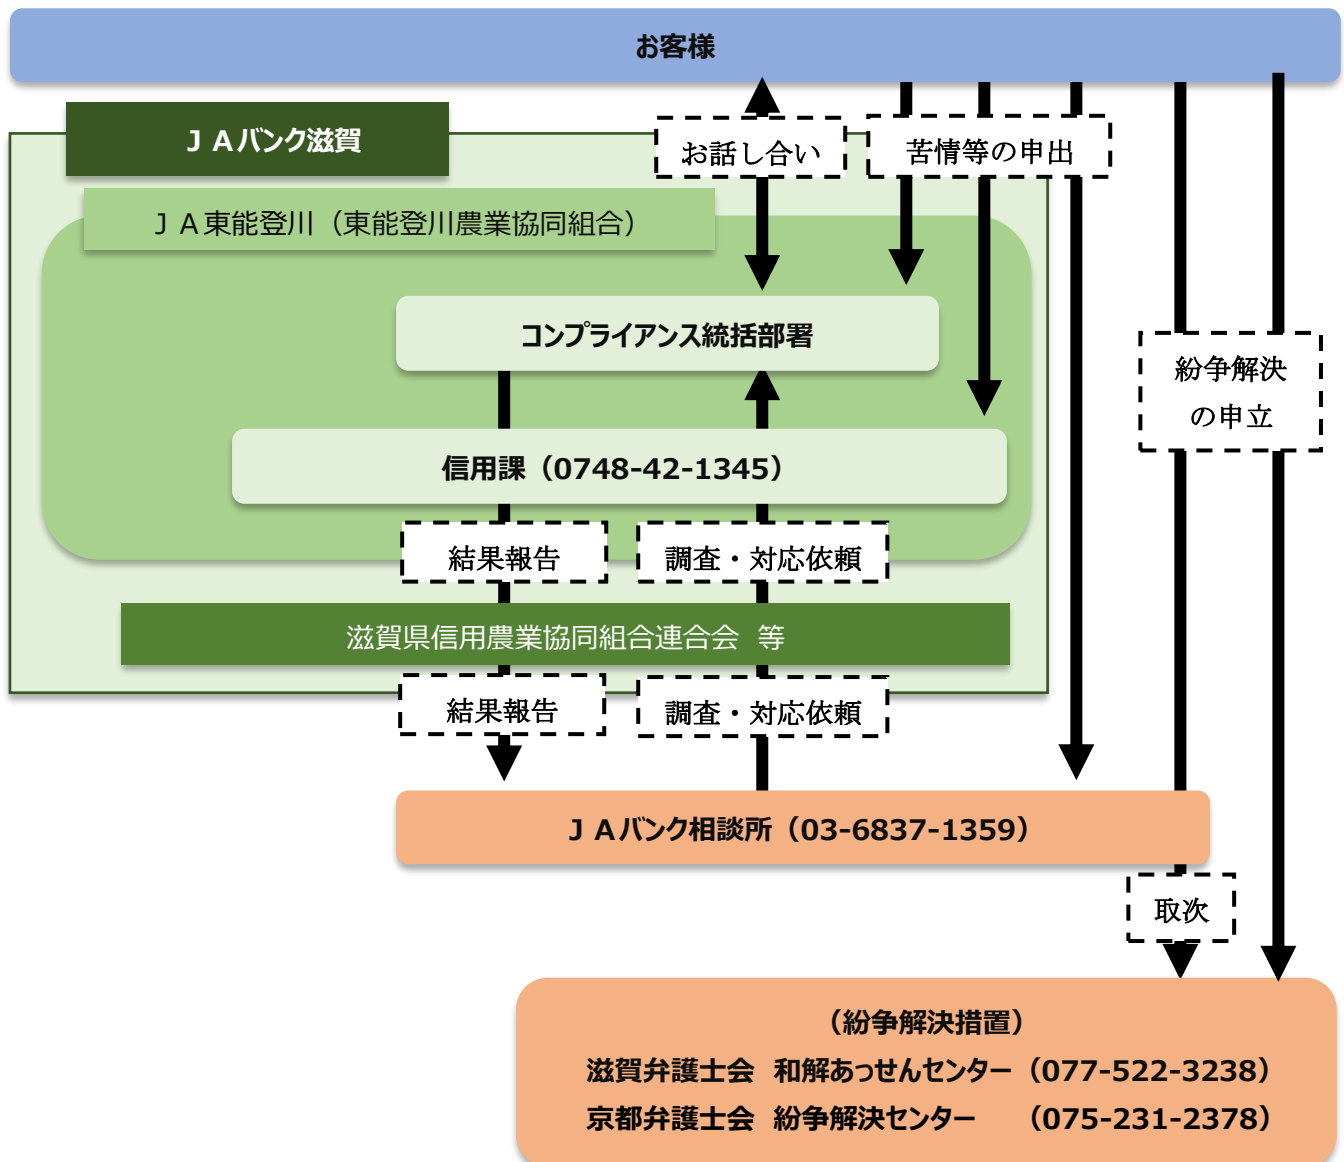 お客様
ＪＡバンク滋賀
お話し合い
苦情等の申出
ＪＡ東能登川（東能登川農業協同組合）
コンプライアンス統括部署
紛争解決
の申立
信用課（0748-42-1345）
結果報告
調査・対応依頼
滋賀県信用農業協同組合連合会 等
結果報告
調査・対応依頼
ＪＡバンク相談所（03-6837-1359）
取次
（紛争解決措置）
滋賀弁護士会 和解あっせんセンター（077-522-3238）
京都弁護士会 紛争解決センター （075-231-2378）